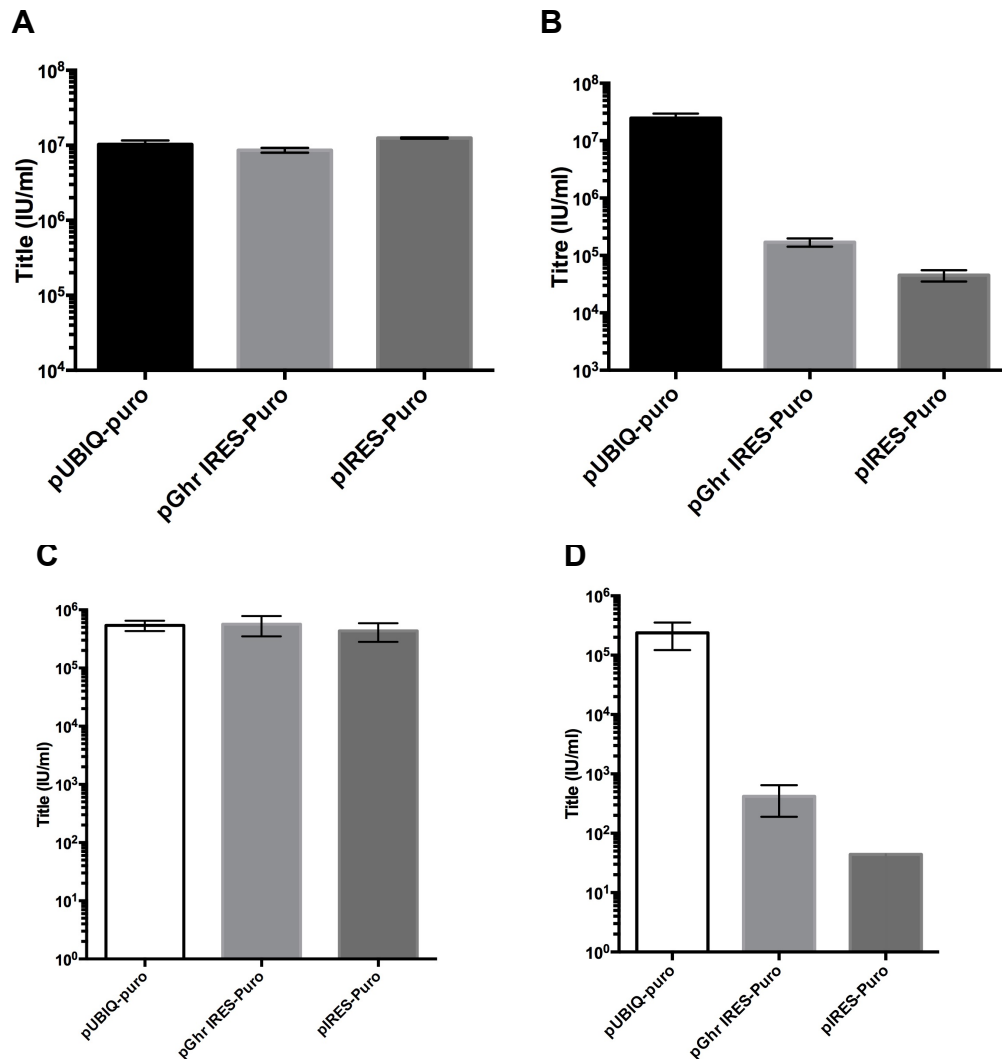 A
Title (IU/ml)
10⁸
10⁷
10⁶
10⁵
10⁴
pUBIQ-puro
pGhr IRES-Puro
pIRES-Puro
B
Titre (IU/ml)
10⁸
10⁷
10⁶
10⁵
10⁴
10³
pUBIQ-puro
pGhr IRES-Puro
pIRES-Puro
C
Title (IU/ml)
10⁶
10⁵
10⁴
10³
10²
10¹
10⁰
pUBIQ-puro
pGhr IRES-Puro
pIRES-Puro
D
Title (IU/ml)
10⁶
10⁵
10⁴
10³
10²
10¹
10⁰
pUBIQ-puro
pGhr IRES-Puro
pIRES-Puro